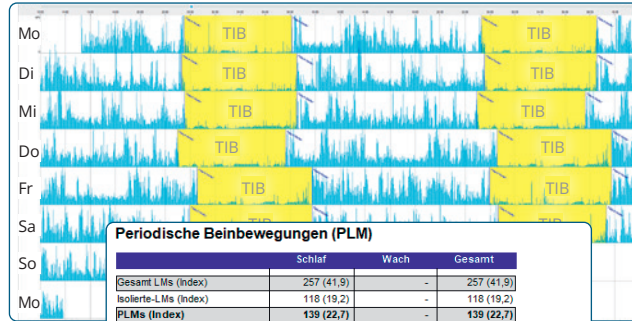 Mo TIB TIB
Di TIB TIB
Mi TIB TIB
Do TIB TIB
Fr TIB TIB
Sa TIB
So
Mo
Periodische Beinbewegungen (PLM)
Schlaf Wach Gesamt
Gesamt LMs (Index) 257 (41,9) - 257 (41,9)
Isolierte-LMs (Index) 118 (19,2) - 118 (19,2)
PLMs (Index) 139 (22,7) - 139 (22,7)